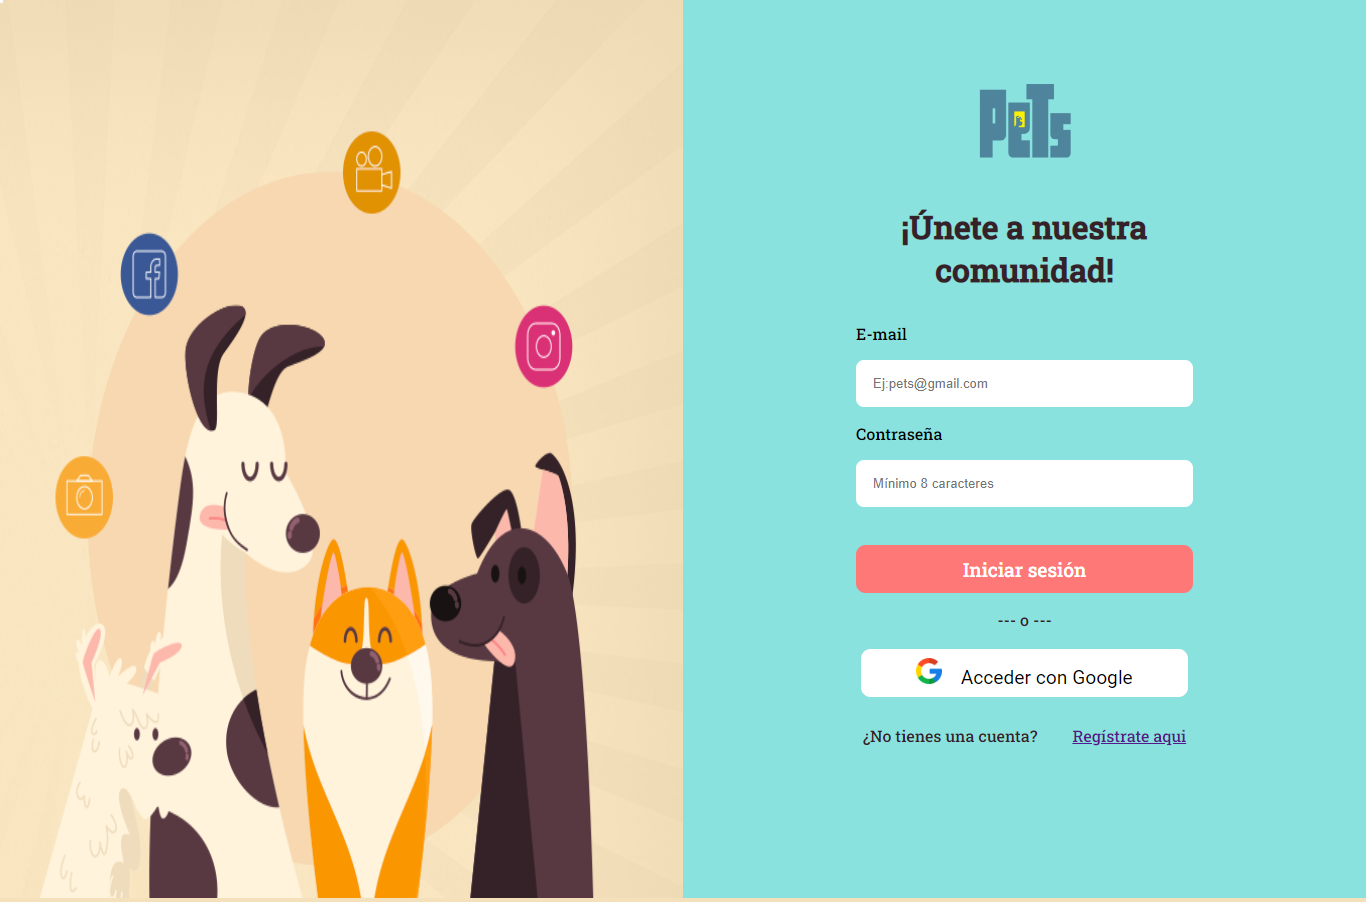 PeTs
¡Únete a nuestra
comunidad!
E-mail
Ej:pets@gmail.com
Contraseña
Mínimo 8 caracteres
Iniciar sesión
--- o ---
Acceder con Google
¿No tienes una cuenta? Regístrate aqui